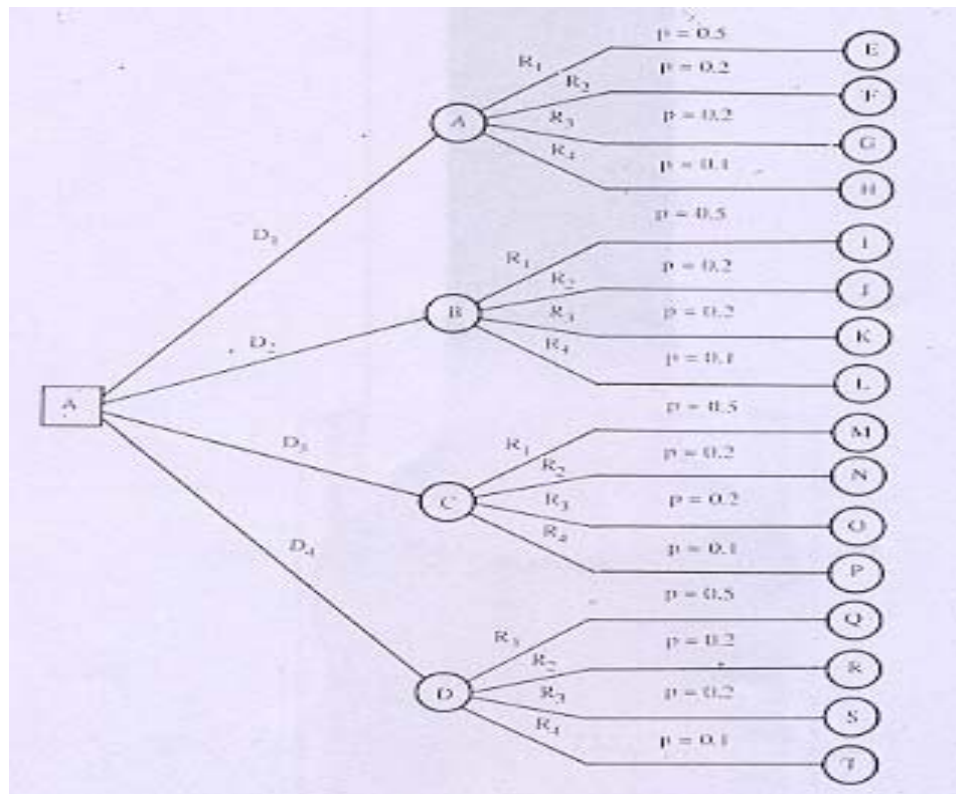 p = 0.5
E
R1
p = 0.2
R2
F
A
R3
p = 0.2
G
R4
p = 0.1
H
p = 0.5
D1
R1
I
p = 0.2
R2
J
B
R3
p = 0.2
K
D2
R4
p = 0.1
L
A
p = 0.5
M
D3
R1
p = 0.2
R2
N
C
R3
p = 0.2
O
R4
p = 0.1
P
D4
p = 0.5
Q
p = 0.2
R2
R
D
R3
p = 0.2
S
R4
p = 0.1
T